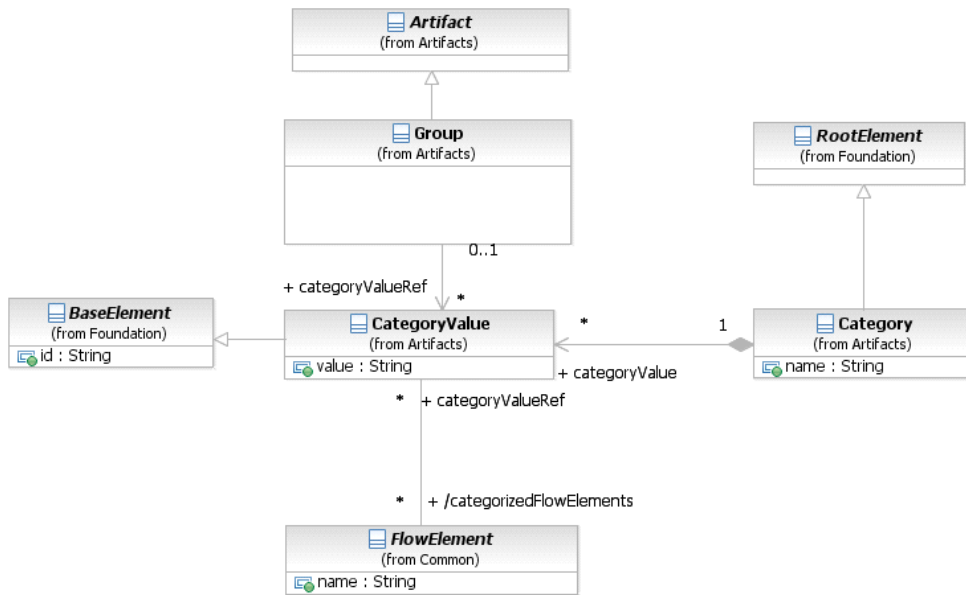 Artifact
(from Artifacts)
Group
(from Artifacts)
RootElement
(from Foundation)
0..1
+ categoryValueRef
*
BaseElement
(from Foundation)
id : String
CategoryValue
(from Artifacts)
value : String
*
1
+ categoryValue
Category
(from Artifacts)
name : String
* + categoryValueRef
* + /categorizedFlowElements
FlowElement
(from Common)
name : String